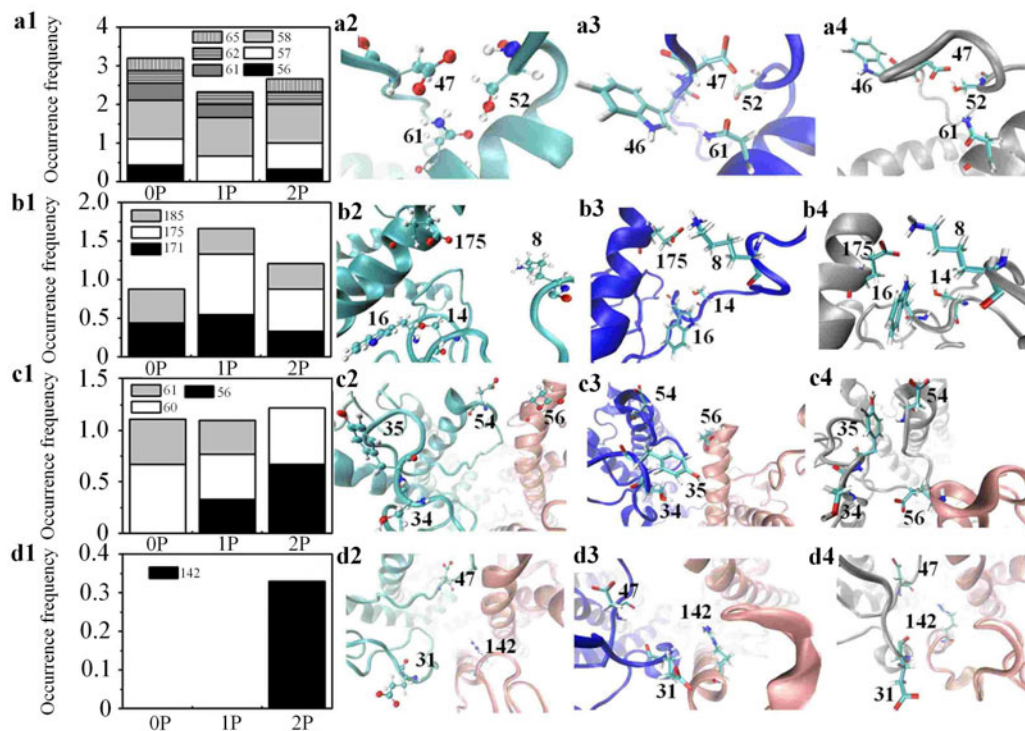 a1
Occurrence frequency
4
3
2
1
0
65 58
62 57
61 56
0P 1P 2P
a2
47
52
61
a3
47
52
46
61
a4
47
46
52
61
b1
Occurrence frequency
2.0
1.5
1.0
0.5
0
185
175
171
0P 1P 2P
b2
175
8
16 14
b3
175 8
14
16
b4
175 8
16 14
c1
Occurrence frequency
1.5
1.0
0.5
0
61 56
60
0P 1P 2P
c2
35 54 56
34
c3
54
56
35
34
c4
54
35
34 56
d1
Occurrence frequency
0.4
0.3
0.2
0.1
0
142
0P 1P 2P
d2
47
142
31
d3
47
142
31
d4
47
142
31